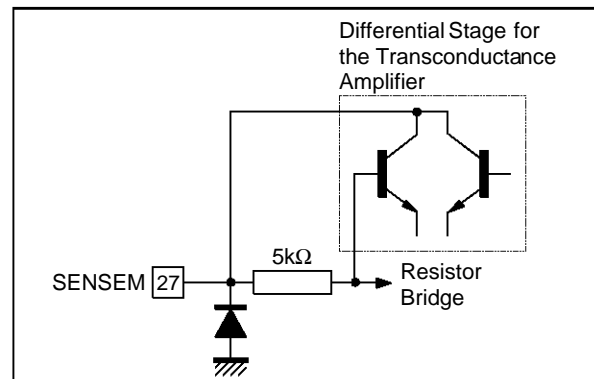 Differential Stage for
the Transconductance
Amplifier
5kΩ
SENSEM 27
Resistor
Bridge